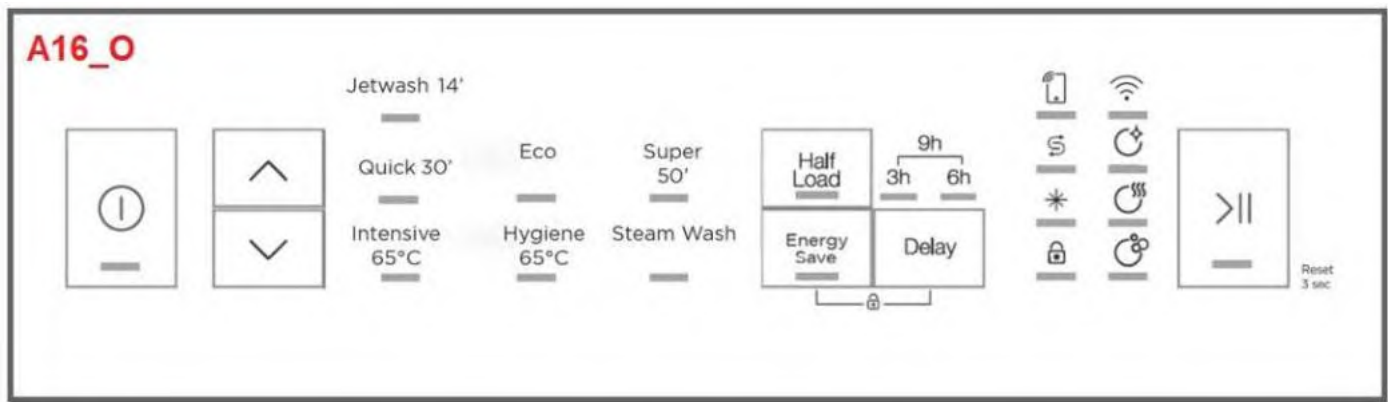 A16_O
Jetwash 14'
Quick 30'
Eco
Super
50'
Intensive
65°C
Hygiene
65°C
Steam Wash
Half
Load
9h
3h 6h
Energy
Save
Delay
Reset
3 sec